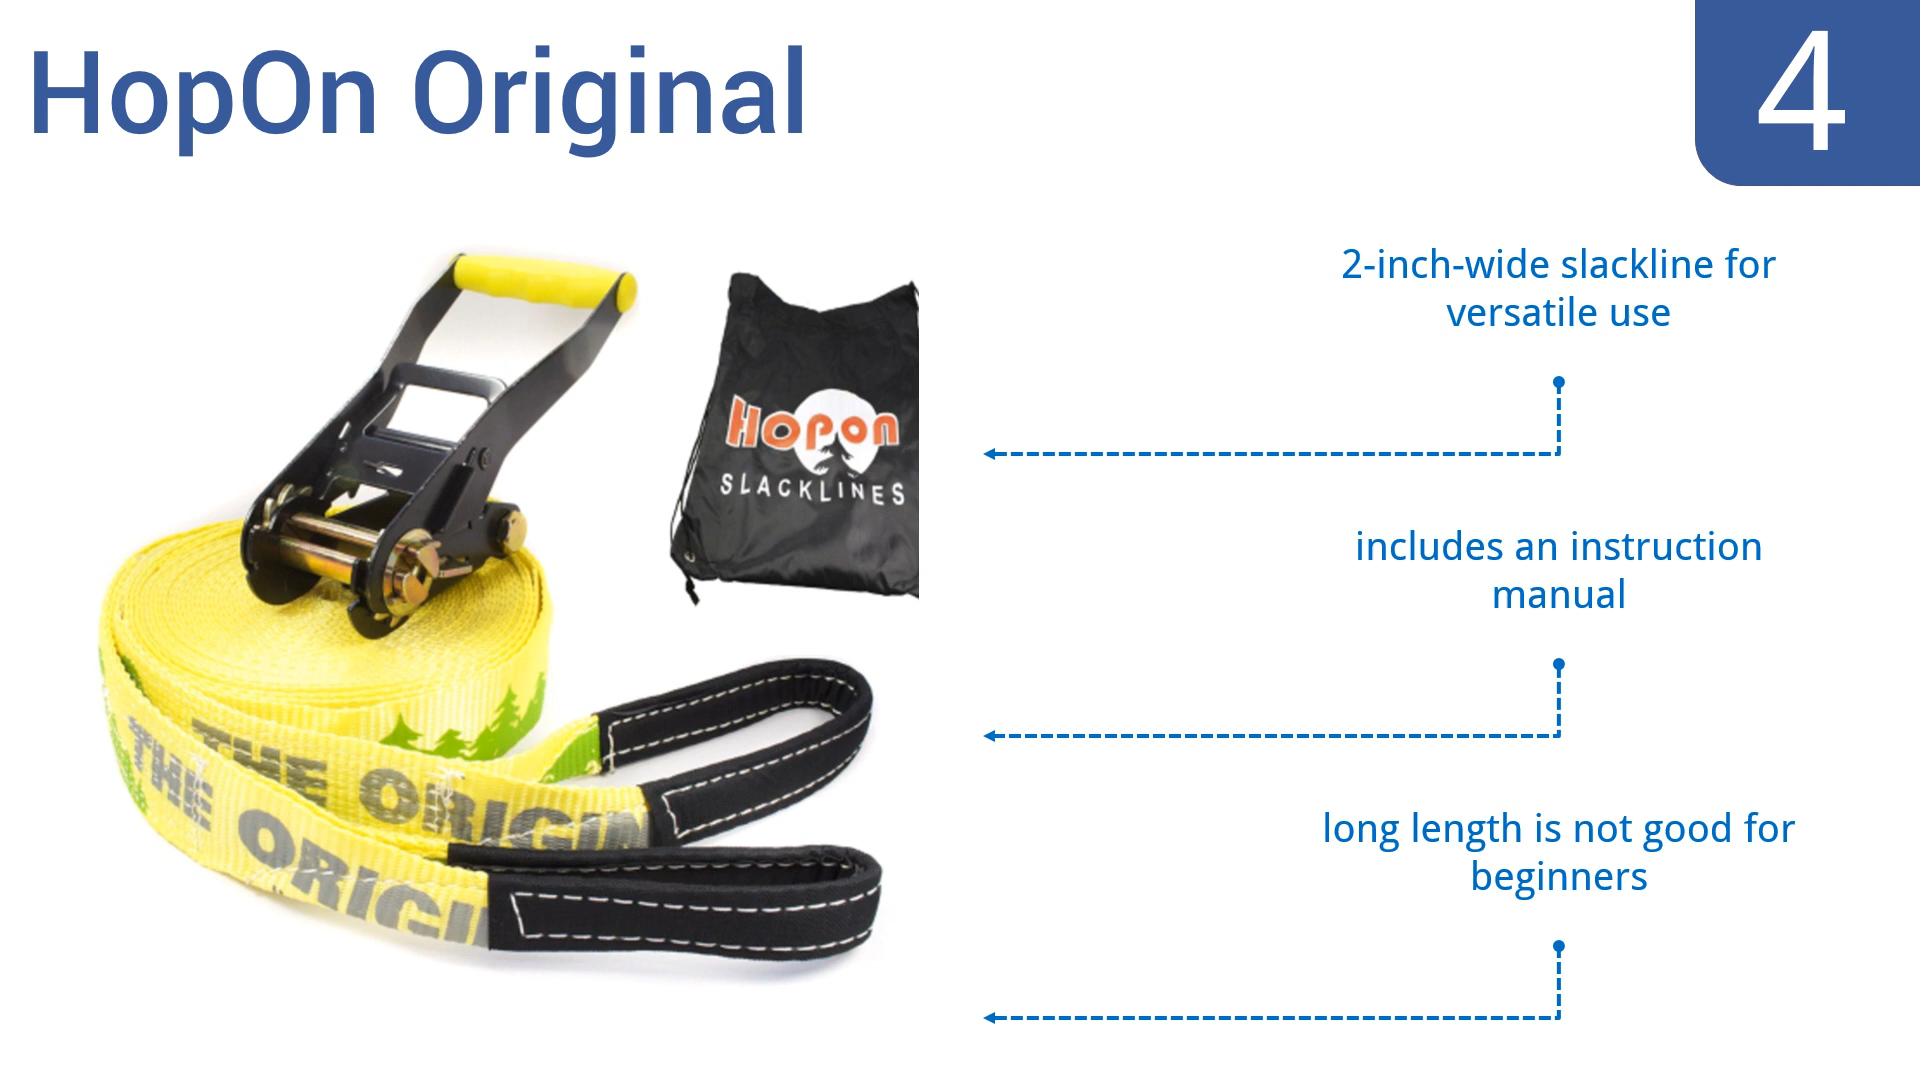 HopOn Original
4
2-inch-wide slackline for
versatile use
Hopon
SLACKLINES
includes an instruction
manual
THE ORIGIN
THE ORIGI
long length is not good for
beginners